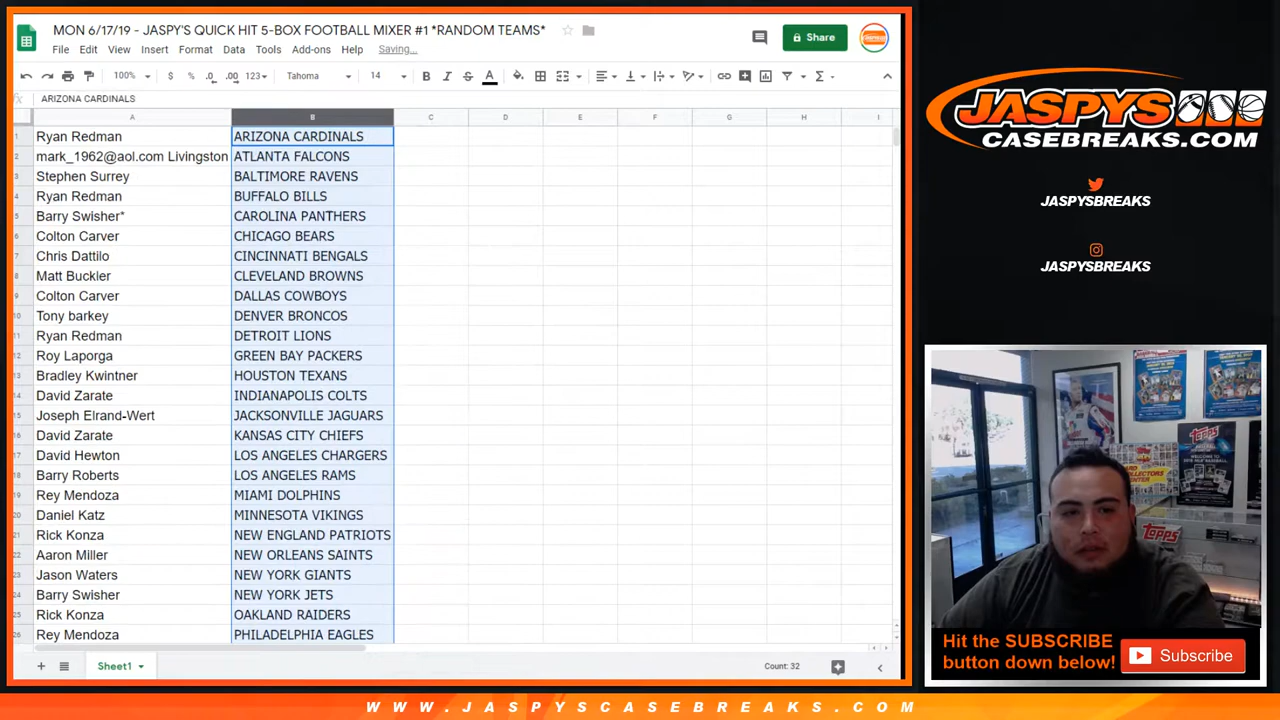 MON 6/17/19 - JASPY'S QUICK HIT 5-BOX FOOTBALL MIXER #1 *RANDOM TEAMS*
Share
File Edit View Insert Format Data Tools Add-ons Help Saving...
100% $ % .0 .00 123 Tahoma 14 B I S A
fx ARIZONA CARDINALS
A B C D E F G H I
1 Ryan Redman ARIZONA CARDINALS
2 mark_1962@aol.com Livingston ATLANTA FALCONS
3 Stephen Surrey BALTIMORE RAVENS
4 Ryan Redman BUFFALO BILLS
5 Barry Swisher* CAROLINA PANTHERS
6 Colton Carver CHICAGO BEARS
7 Chris Dattilo CINCINNATI BENGALS
8 Matt Buckler CLEVELAND BROWNS
9 Colton Carver DALLAS COWBOYS
10 Tony barkey DENVER BRONCOS
11 Ryan Redman DETROIT LIONS
12 Roy Laporga GREEN BAY PACKERS
13 Bradley Kwintner HOUSTON TEXANS
14 David Zarate INDIANAPOLIS COLTS
15 Joseph Elrand-Wert JACKSONVILLE JAGUARS
16 David Zarate KANSAS CITY CHIEFS
17 David Hewton LOS ANGELES CHARGERS
18 Barry Roberts LOS ANGELES RAMS
19 Rey Mendoza MIAMI DOLPHINS
20 Daniel Katz MINNESOTA VIKINGS
21 Rick Konza NEW ENGLAND PATRIOTS
22 Aaron Miller NEW ORLEANS SAINTS
23 Jason Waters NEW YORK GIANTS
24 Barry Swisher NEW YORK JETS
25 Rick Konza OAKLAND RAIDERS
26 Rey Mendoza PHILADELPHIA EAGLES
Sheet1
Count: 32
JASPYS
CASEBREAKS.COM
JASPYSBREAKS
JASPYSBREAKS
TOPPS
TOPPS
Hit the SUBSCRIBE
button down below!
Subscribe
WWW.JASPYSCASEBREAKS.COM